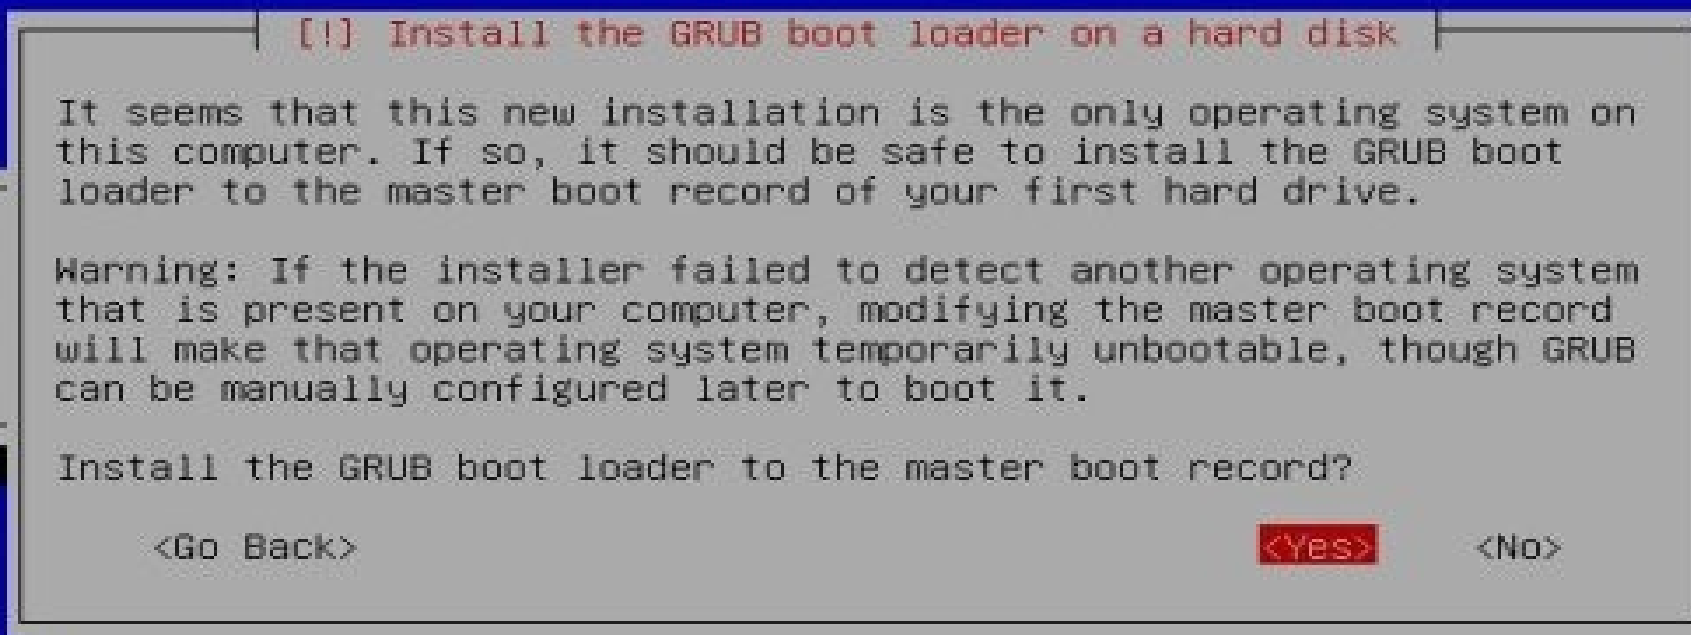 [!] Install the GRUB boot loader on a hard disk
It seems that this new installation is the only operating system on
this computer. If so, it should be safe to install the GRUB boot
loader to the master boot record of your first hard drive.
Warning: If the installer failed to detect another operating system
that is present on your computer, modifying the master boot record
will make that operating system temporarily unbootable, though GRUB
can be manually configured later to boot it.
Install the GRUB boot loader to the master boot record?
<Go Back> <Yes> <No>